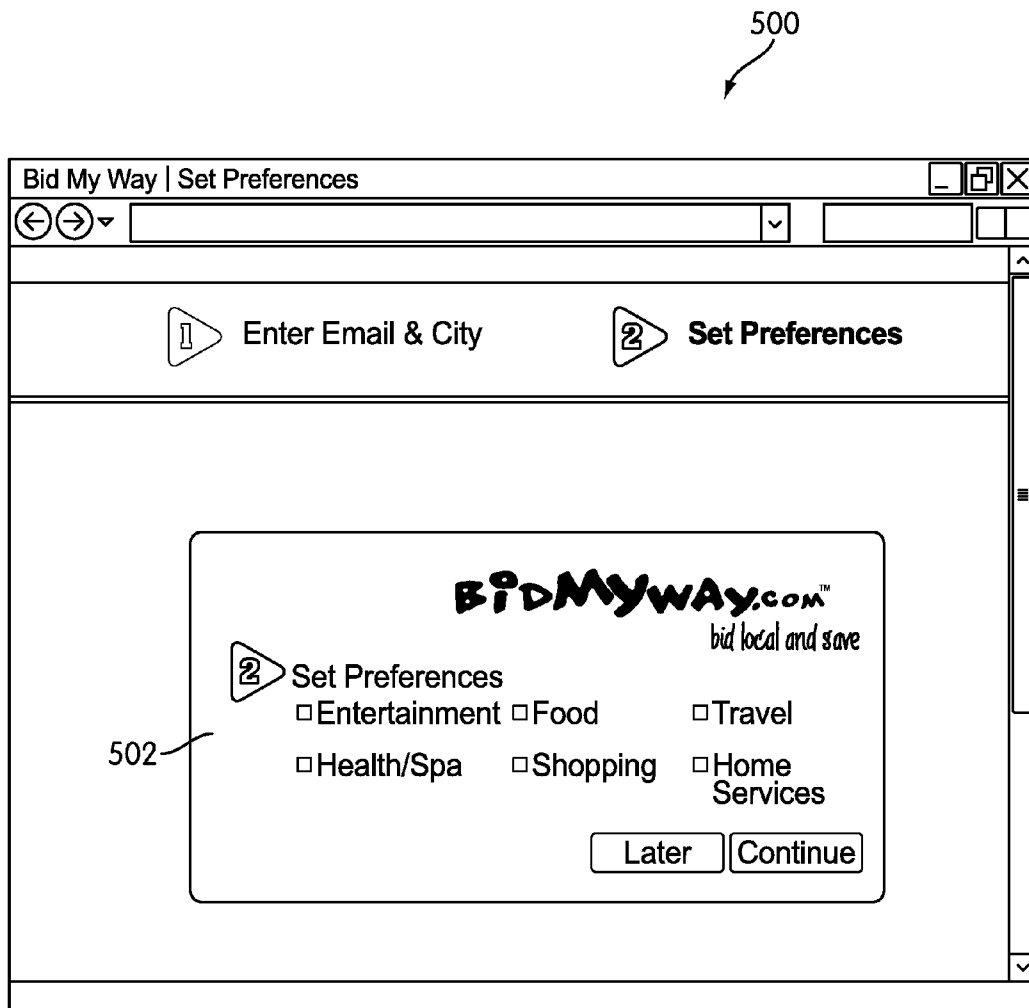 500
Bid My Way | Set Preferences
1 Enter Email & City 2 Set Preferences
BiDMYWAY.COM™
bid local and save
2 Set Preferences
Entertainment Food Travel
502
Health/Spa Shopping Home
Services
Later Continue